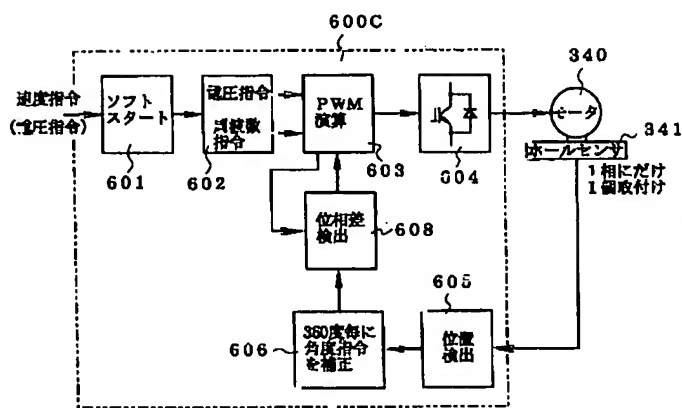 600C
340
速度指令
(電圧指令)
ソフト
スタート
601
電圧指令
周波数
指令
602
PWM
演算
603
604
モータ
341
ホールセンサ
1相にだけ
1個取付け
位相差
検出
608
605
360度毎に
角度指令
を補正
606
位置
検出